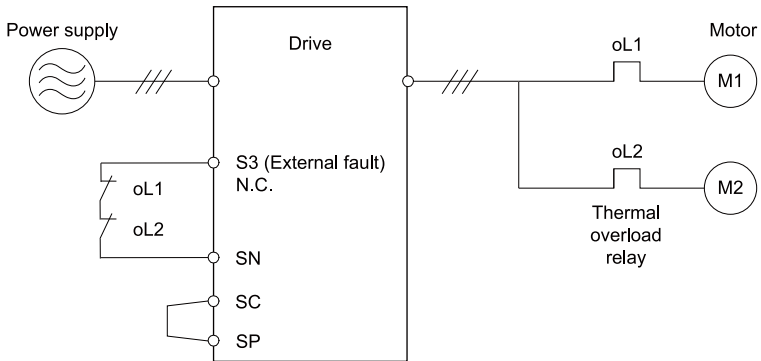 Power supply
Drive
oL1
Motor
M1
S3 (External fault)
N.C.
oL1
oL2
oL2
M2
Thermal
overload
relay
SN
SC
SP